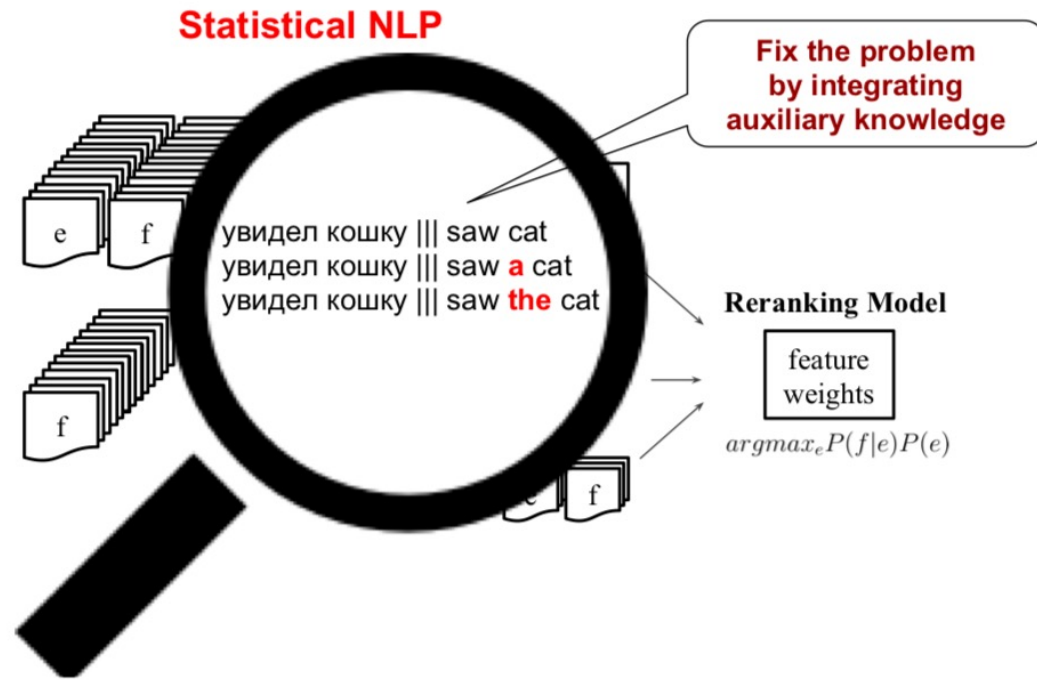 Statistical NLP
Fix the problem
by integrating
auxiliary knowledge
e
f
увидел кошку ||| saw cat
увидел кошку ||| saw a cat
увидел кошку ||| saw the cat
f
Reranking Model
feature
weights
argmax_e P(f|e)P(e)
e
f